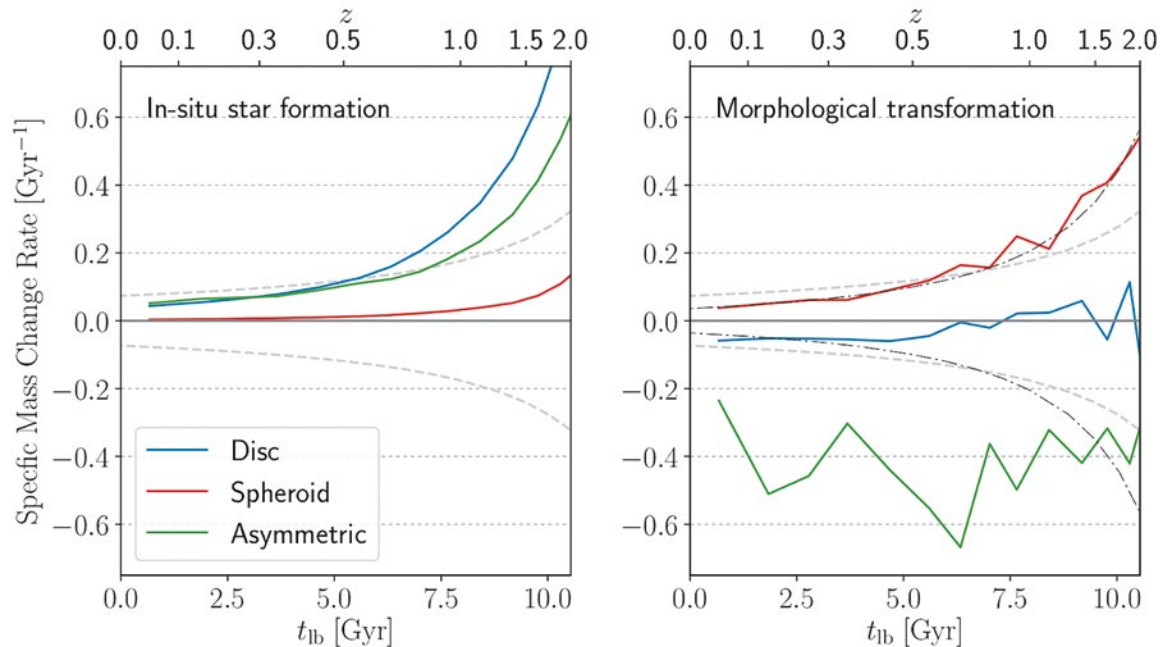 z
0.0 0.1 0.3 0.5 1.0 1.5 2.0
In-situ star formation
Specfic Mass Change Rate [Gyr⁻¹]
0.6
0.4
0.2
0.0
−0.2
−0.4
−0.6
Disc
Spheroid
Asymmetric
0.0 2.5 5.0 7.5 10.0
t_lb [Gyr]
z
0.0 0.1 0.3 0.5 1.0 1.5 2.0
Morphological transformation
0.6
0.4
0.2
0.0
−0.2
−0.4
−0.6
0.0 2.5 5.0 7.5 10.0
t_lb [Gyr]